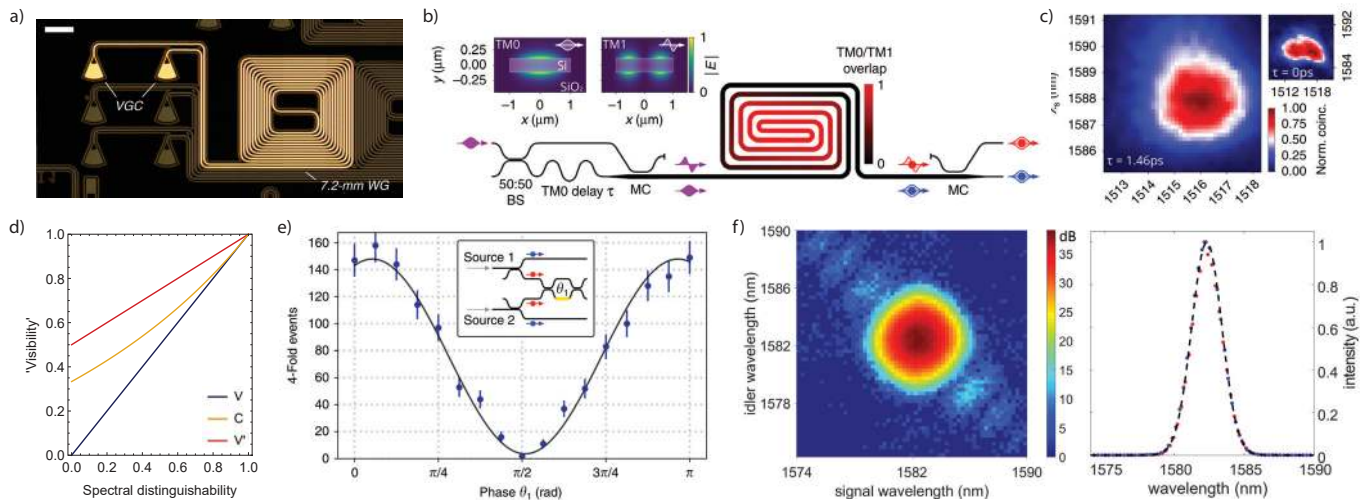 a)
VGC
7.2-mm WG
b)
TM0
TM1
1
0
|E|
y (μm)
0.25
0.00
-0.25
Si
SiO₂
−1 0 1
−1 0 1
x (μm)
x (μm)
TM0/TM1
overlap
1
0
50:50
BS
TM0 delay τ
MC
MC
c)
1590
1589
1588
1587
1586
τ = 1.46ps
1513
1514
1515
1516
1517
1518
1592
1584
τ = 0ps
1512 1518
1.00
0.75
0.50
0.25
0.00
Norm. coinc.
d)
'Visibility'
1.0
0.8
0.6
0.4
0.2
0.0
V
C
V'
0.0 0.2 0.4 0.6 0.8 1.0
Spectral distinguishability
e)
4-Fold events
160
140
120
100
80
60
40
20
0
Source 1
θ₁
Source 2
0 π/4 π/2 3π/4 π
Phase θ₁ (rad)
f)
idler wavelength (nm)
1590
1586
1582
1578
1574 1582 1590
signal wavelength (nm)
dB
35
30
25
20
15
10
5
0
1
0.8
0.6
0.4
0.2
0
intensity (a.u.)
1575 1580 1585 1590
wavelength (nm)